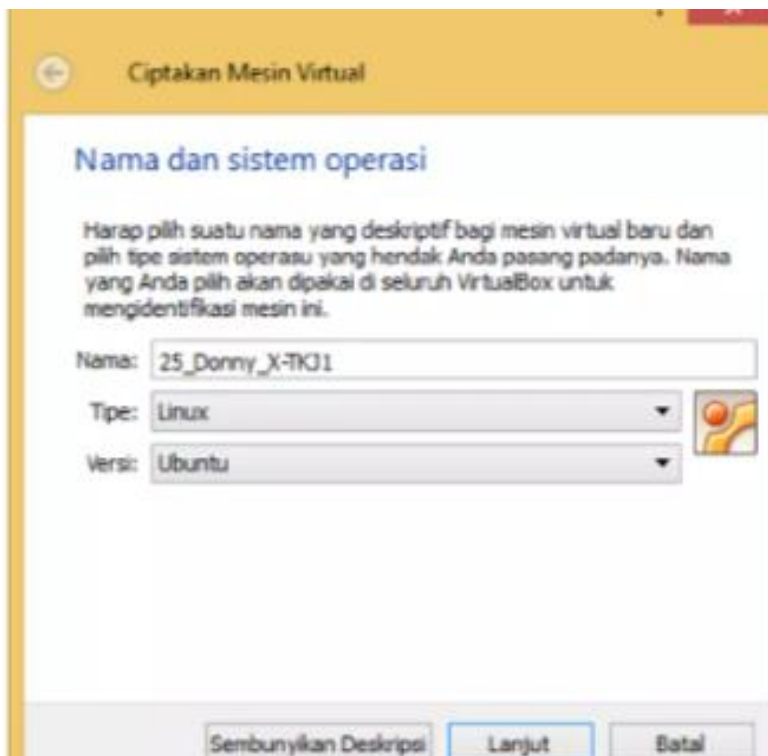 Ciptakan Mesin Virtual
Nama dan sistem operasi
Harap pilih suatu nama yang deskriptif bagi mesin virtual baru dan
pilih tipe sistem operasu yang hendak Anda pasang padanya. Nama
yang Anda pilih akan dipakai di seluruh VirtualBox untuk
mengidentifikasi mesin ini.
Nama: 25_Donny_X-TKJ1
Tipe: Linux
Versi: Ubuntu
Sembunyikan Deskripsi Lanjut Batal